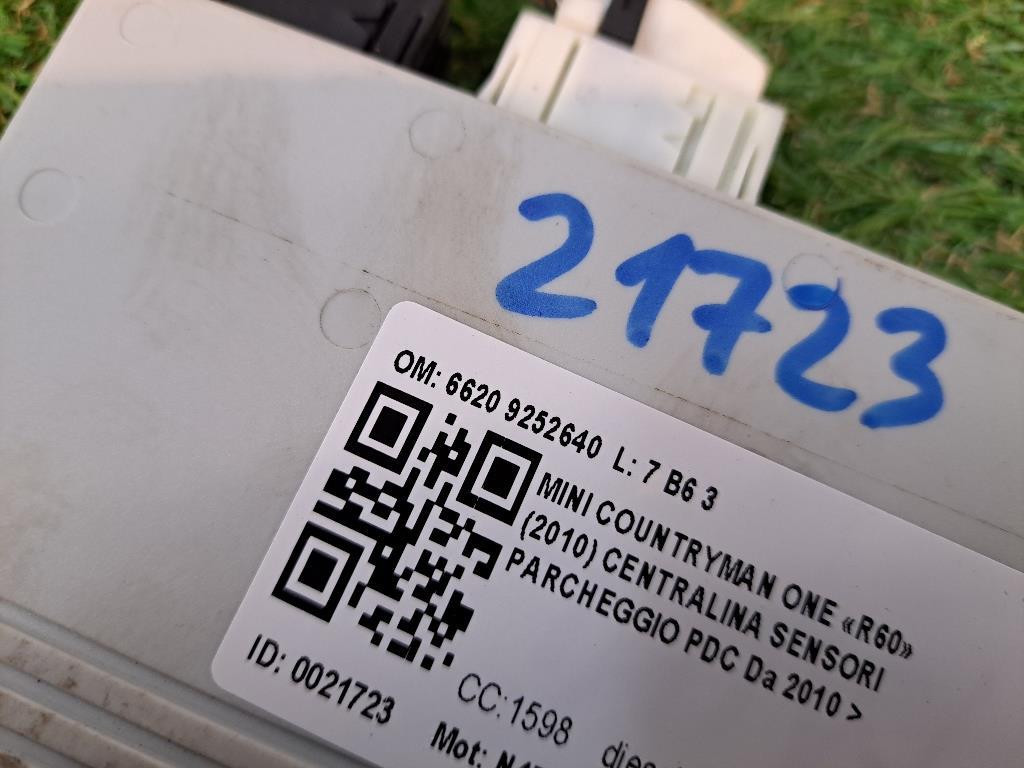 21723
OM: 6620 9252640 L: 7 B6 3
MINI COUNTRYMAN ONE «R60»
(2010) CENTRALINA SENSORI
PARCHEGGIO PDC Da 2010 >
ID: 0021723
CC:1598
Mot: